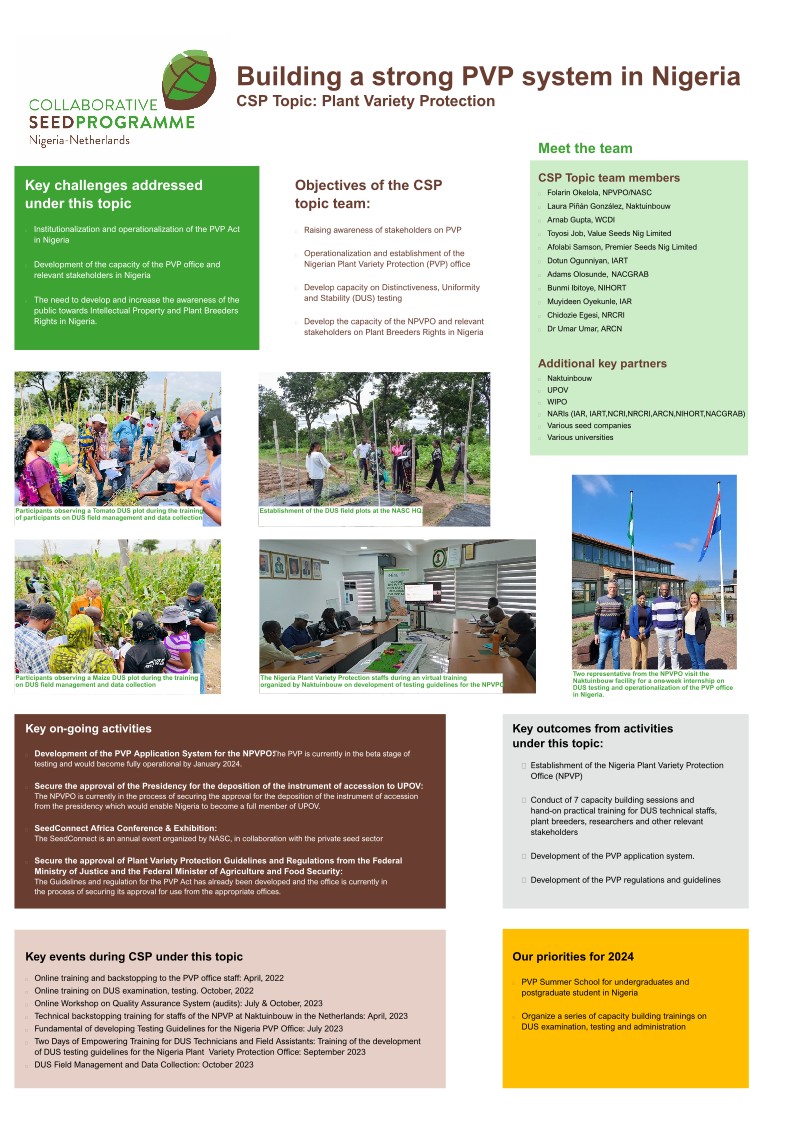 COLLABORATIVE
SEEDPROGRAMME
Nigeria-Netherlands
Building a strong PVP system in Nigeria
CSP Topic: Plant Variety Protection
Key challenges addressed
under this topic
Institutionalization and operationalization of the PVP Act
in Nigeria
Development of the capacity of the PVP office and
relevant stakeholders in Nigeria
The need to develop and increase the awareness of the
public towards Intellectual Property and Plant Breeders
Rights in Nigeria.
Objectives of the CSP
topic team:
Raising awareness of stakeholders on PVP
Operationalization and establishment of the
Nigerian Plant Variety Protection (PVP) office
Develop capacity on Distinctiveness, Uniformity
and Stability (DUS) testing
Develop the capacity of the NPVPO and relevant
stakeholders on Plant Breeders Rights in Nigeria
Meet the team
CSP Topic team members
Folarin Okelola, NPVPO/NASC
Laura Piñán González, Naktuinbouw
Arnab Gupta, WCDI
Toyosi Job, Value Seeds Nig Limited
Afolabi Samson, Premier Seeds Nig Limited
Dotun Ogunniyan, IART
Adams Olosunde, NACGRAB
Bunmi Ibitoye, NIHORT
Muyideen Oyekunle, IAR
Chidozie Egesi, NRCRI
Dr Umar Umar, ARCN
Additional key partners
Naktuinbouw
UPOV
WIPO
NARIs (IAR, IART,NCRI,NRCRI,ARCN,NIHORT,NACGRAB)
Various seed companies
Various universities
Participants observing a Tomato DUS plot during the training
of participants on DUS field management and data collection
Establishment of the DUS field plots at the NASC HQ
Participants observing a Maize DUS plot during the training
on DUS field management and data collection
The Nigeria Plant Variety Protection staffs during an virtual training
organized by Naktuinbouw on development of testing guidelines for the NPVPO
Two representative from the NPVPO visit the
Naktuinbouw facility for a one-week internship on
DUS testing and operationalization of the PVP office
in Nigeria.
Key on-going activities
Development of the PVP Application System for the NPVPO: The PVP is currently in the beta stage of
testing and would become fully operational by January 2024.
Secure the approval of the Presidency for the deposition of the instrument of accession to UPOV:
The NPVPO is currently in the process of securing the approval for the deposition of the instrument of accession
from the presidency which would enable Nigeria to become a full member of UPOV.
SeedConnect Africa Conference & Exhibition:
The SeedConnect is an annual event organized by NASC, in collaboration with the private seed sector
Secure the approval of Plant Variety Protection Guidelines and Regulations from the Federal
Ministry of Justice and the Federal Minister of Agriculture and Food Security:
The Guidelines and regulation for the PVP Act has already been developed and the office is currently in
the process of securing its approval for use from the appropriate offices.
Key outcomes from activities
under this topic:
Establishment of the Nigeria Plant Variety Protection
Office (NPVP)
Conduct of 7 capacity building sessions and
hand-on practical training for DUS technical staffs,
plant breeders, researchers and other relevant
stakeholders
Development of the PVP application system.
Development of the PVP regulations and guidelines
Key events during CSP under this topic
Online training and backstopping to the PVP office staff: April, 2022
Online training on DUS examination, testing. October, 2022
Online Workshop on Quality Assurance System (audits): July & October, 2023
Technical backstopping training for staffs of the NPVP at Naktuinbouw in the Netherlands: April, 2023
Fundamental of developing Testing Guidelines for the Nigeria PVP Office: July 2023
Two Days of Empowering Training for DUS Technicians and Field Assistants: Training of the development
of DUS testing guidelines for the Nigeria Plant Variety Protection Office: September 2023
DUS Field Management and Data Collection: October 2023
Our priorities for 2024
PVP Summer School for undergraduates and
postgraduate student in Nigeria
Organize a series of capacity building trainings on
DUS examination, testing and administration